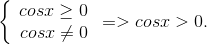 { cosx ≥ 0
cosx ≠ 0 => cosx > 0.